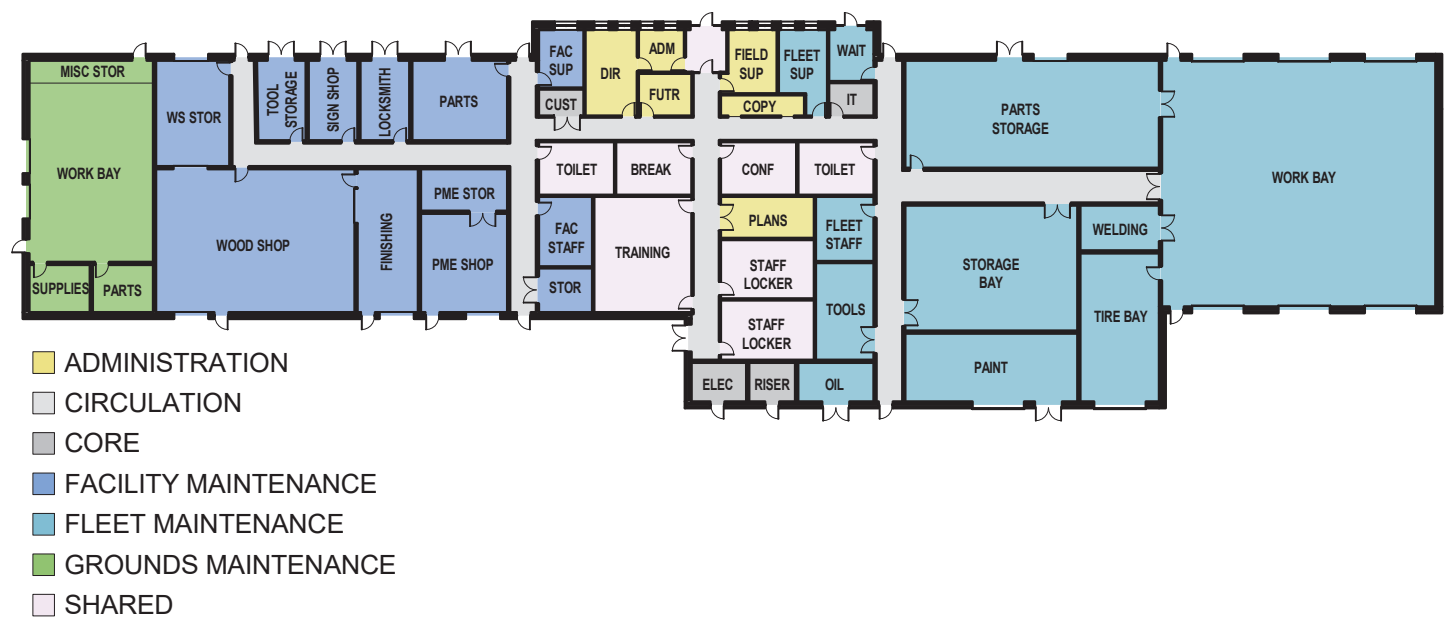 MISC STOR
WS STOR
TOOL
STORAGE
SIGN SHOP
LOCKSMITH
PARTS
FAC
SUP
CUST
DIR
ADM
FUTR
FIELD
SUP
COPY
FLEET
SUP
WAIT
IT
PARTS
STORAGE
WORK BAY
WORK BAY
WOOD SHOP
FINISHING
PME STOR
PME SHOP
SUPPLIES
PARTS
TOILET
BREAK
FAC
STAFF
STOR
TRAINING
CONF
TOILET
PLANS
STAFF
LOCKER
STAFF
LOCKER
FLEET
STAFF
TOOLS
ELEC
RISER
OIL
STORAGE
BAY
PAINT
WELDING
TIRE BAY
ADMINISTRATION
CIRCULATION
CORE
FACILITY MAINTENANCE
FLEET MAINTENANCE
GROUNDS MAINTENANCE
SHARED